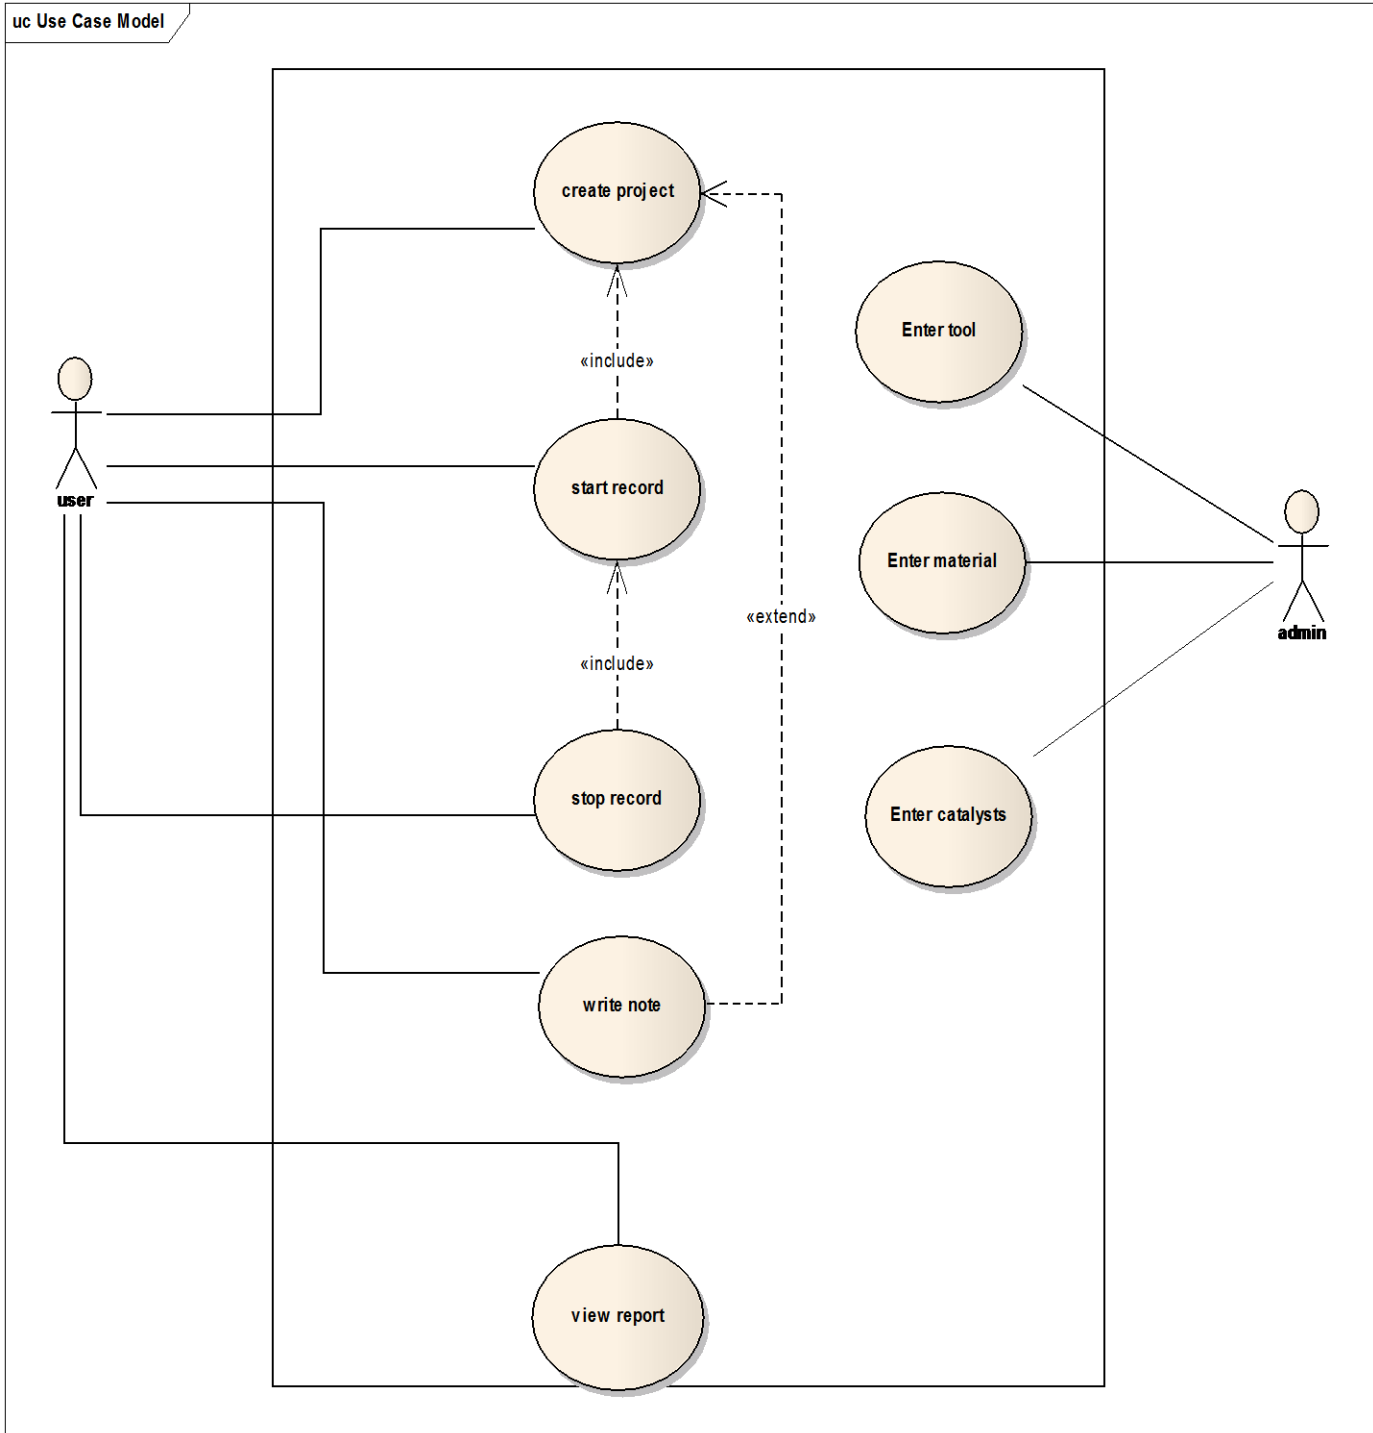 uc Use Case Model
create project
Enter tool
«include»
user
start record
admin
Enter material
«extend»
«include»
stop record
Enter catalysts
write note
view report